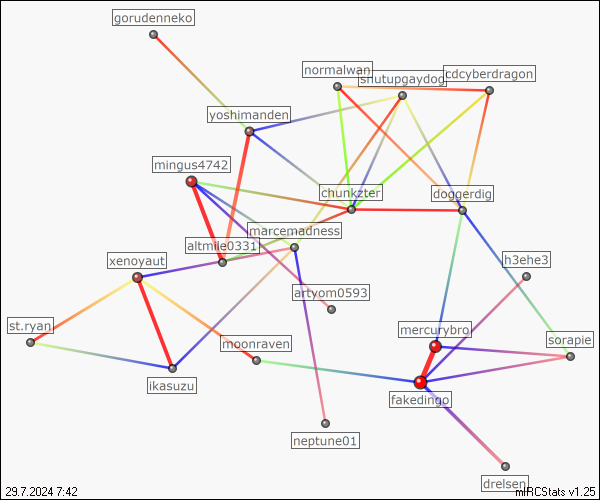 gorudenneko
normalwan
shutupgaydog
cdcyberdragon
yoshimanden
mingus4742
chunkzter
doggerdig
marcemadness
altmile0331
xenoyaut
h3ehe3
artyom0593
st.ryan
mercurybro
moonraven
sorapie
ikasuzu
fakedingo
neptune01
drelsen
29.7.2024 7:42
mIRCStats v1.25